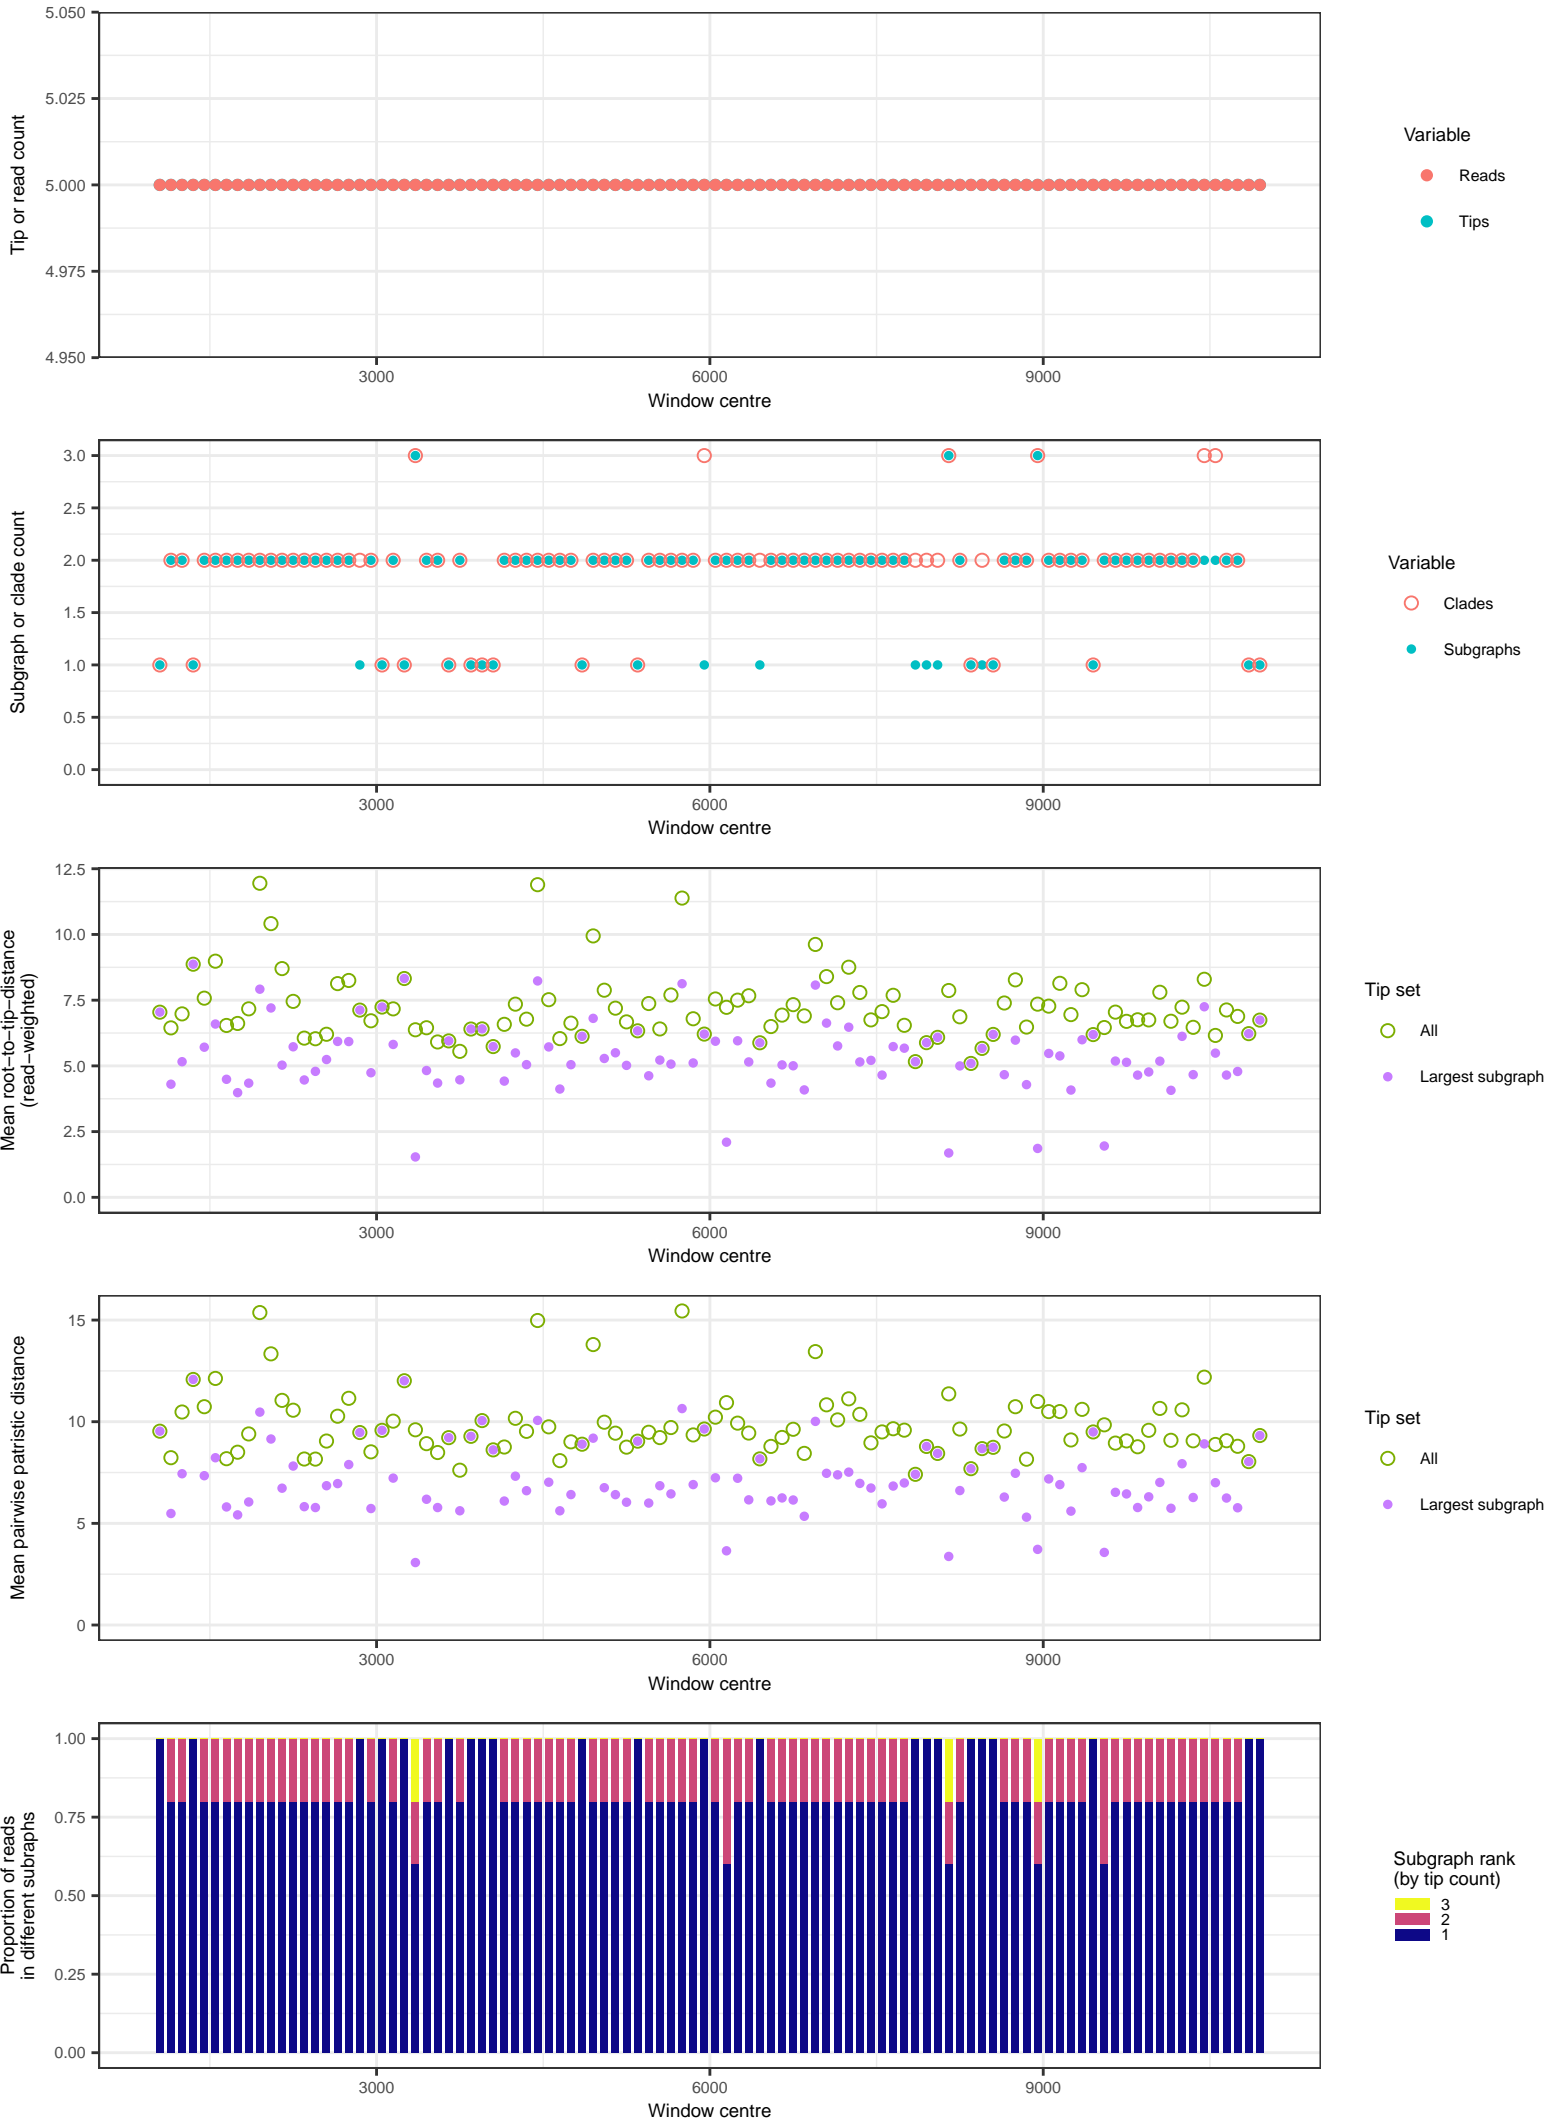 5.050
5.025
5.000
4.975
4.950
Tip or read count
3000 6000 9000
Window centre
Variable
Reads
Tips
3.0
2.5
2.0
1.5
1.0
0.5
0.0
Subgraph or clade count
3000 6000 9000
Window centre
Variable
Clades
Subgraphs
12.5
10.0
7.5
5.0
2.5
0.0
Mean root−to−tip−distance
(read−weighted)
3000 6000 9000
Window centre
Tip set
All
Largest subgraph
15
10
5
0
Mean pairwise patristic distance
3000 6000 9000
Window centre
Tip set
All
Largest subgraph
1.00
0.75
0.50
0.25
0.00
Proportion of reads
in different subraphs
3000 6000 9000
Window centre
Subgraph rank
(by tip count)
3
2
1